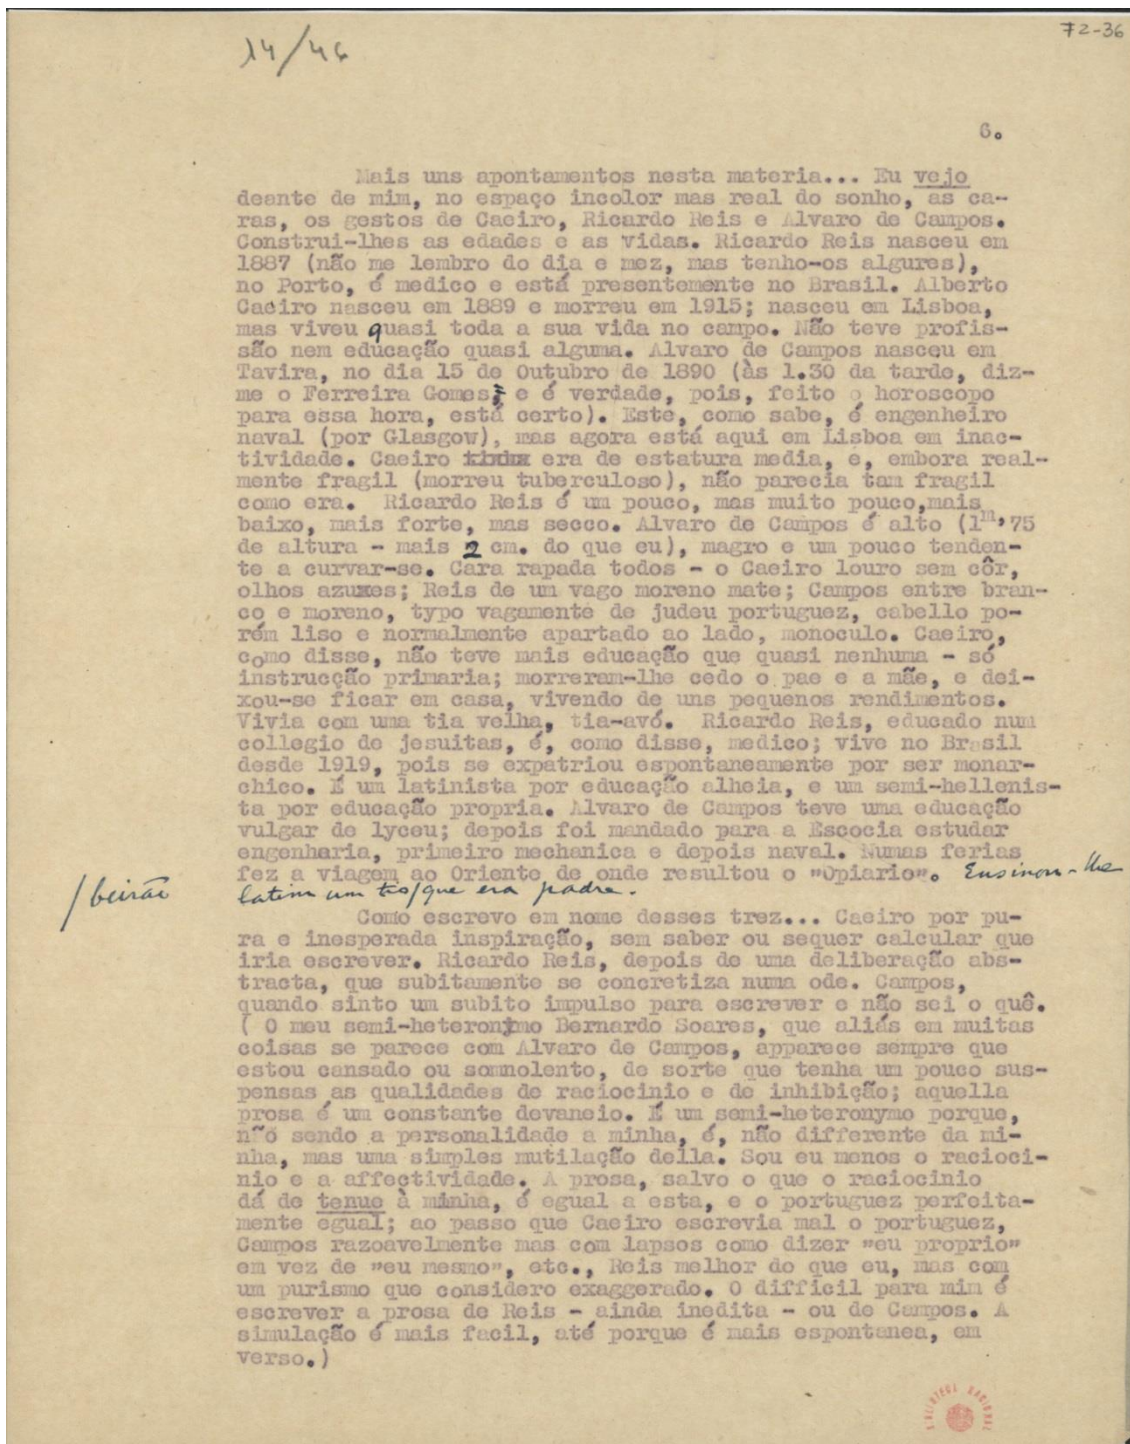 14/46
72-36
6.
Mais uns apontamentos nesta materia... Eu vejo
deante de mim, no espaço incolor mas real do sonho, as ca-
ras, os gestos de Caeiro, Ricardo Reis e Alvaro de Campos.
Construi-lhes as edades e as vidas. Ricardo Reis nasceu em
1887 (não me lembro do dia e mez, mas tenho-os algures),
no Porto, é medico e está presentemente no Brasil. Alberto
Caeiro nasceu em 1889 e morreu em 1915; nasceu em Lisboa,
mas viveu quasi toda a sua vida no campo. Não teve profis-
são nem educação quasi alguma. Alvaro de Campos nasceu em
Tavira, no dia 15 de Outubro de 1890 (às 1.30 da tarde, diz-
me o Ferreira Gomes; e é verdade, pois, feito o horoscopo
para essa hora, está certo). Este, como sabe, é engenheiro
naval (por Glasgow), mas agora está aqui em Lisboa em inac-
tividade. Caeiro era de estatura media, e, embora real-
mente fragil (morreu tuberculoso), não parecia tam fragil
como era. Ricardo Reis é um pouco, mas muito pouco,mais
baixo, mais forte, mas secco. Alvaro de Campos é alto (1m,75
de altura - mais 2 cm. do que eu), magro e um pouco tenden-
te a curvar-se. Cara rapada todos - o Caeiro louro sem côr,
olhos azues; Reis de um vago moreno mate; Campos entre bran-
co e moreno, typo vagamente de judeu portuguez, cabello po-
rém liso e normalmente apartado ao lado, monoculo. Caeiro,
como disse, não teve mais educação que quasi nenhuma - só
instrucção primaria; morreram-lhe cedo o pae e a mãe, e dei-
xou-se ficar em casa, vivendo de uns pequenos rendimentos.
Vivia com uma tia velha, tia-avó. Ricardo Reis, educado num
collegio de jesuitas, é, como disse, medico; vive no Brasil
desde 1919, pois se expatriou espontaneamente por ser monar-
chico. É um latinista por educação alheia, e um semi-hellenis-
ta por educação propria. Alvaro de Campos teve uma educação
vulgar de lyceu; depois foi mandado para a Escocia estudar
engenharia, primeiro mechanica e depois naval. Numas ferias
fez a viagem ao Oriente de onde resultou o "Opiario". Ensinou-lhe
/beirão latim um tio/que era padre.
Como escrevo em nome desses trez... Caeiro por pu-
ra e inesperada inspiração, sem saber ou sequer calcular que
iria escrever. Ricardo Reis, depois de uma deliberação abs-
tracta, que subitamente se concretiza numa ode. Campos,
quando sinto um subito impulso para escrever e não sei o quê.
( O meu semi-heteronymo Bernardo Soares, que aliás em muitas
coisas se parece com Alvaro de Campos, apparece sempre que
estou cansado ou somnolento, de sorte que tenha um pouco sus-
pensas as qualidades de raciocinio e de inhibição; aquella
prosa é um constante devaneio. É um semi-heteronymo porque,
n~o sendo a personalidade a minha, é, não differente da mi-
nha, mas uma simples mutilação della. Sou eu menos o racioci-
nio e a affectividade. A prosa, salvo o que o raciocinio
dá de tenue à minha, é egual a esta, e o portuguez perfeita-
mente egual; ao passo que Caeiro escrevia mal o portuguez,
Campos razoavelmente mas com lapsos como dizer "eu proprio"
em vez de "eu mesmo", etc., Reis melhor do que eu, mas com
um purismo que considero exaggerado. O difficil para mim é
escrever a prosa de Reis - ainda inedita - ou de Campos. A
simulação é mais facil, até porque é mais espontanea, em
verso.)
BIBLIOTECA NACIONAL